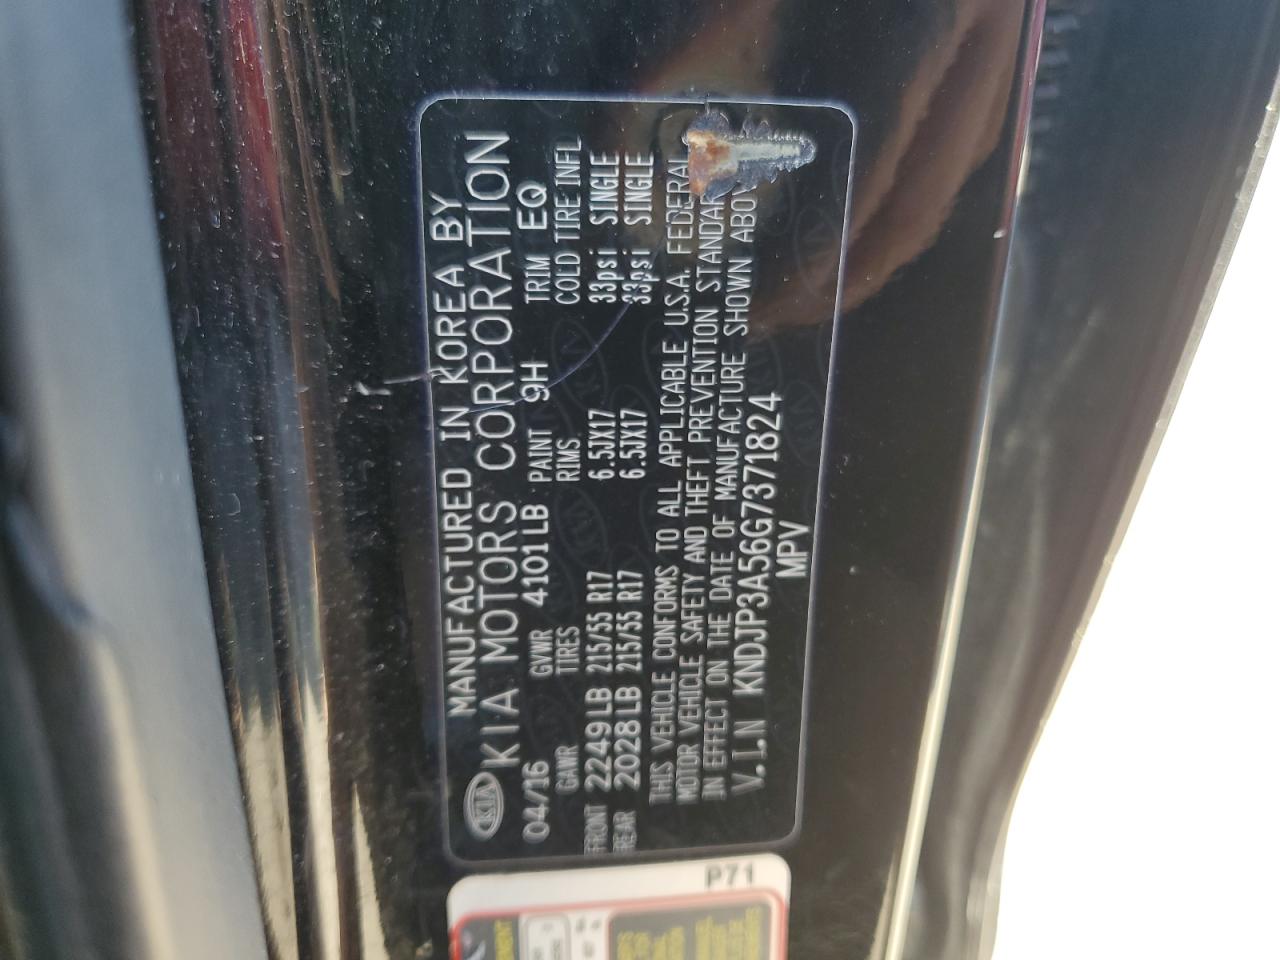 MANUFACTURED IN KOREA BY
KIA KIA MOTORS CORPORATION
04/16 GVWR 4101LB PAINT 9H TRIM EQ
GAWR TIRES RIMS COLD TIRE INFL
FRONT 2249LB 215/55 R17 6.5JX17 33psi SINGLE
REAR 2028LB 215/55 R17 6.5JX17 33psi SINGLE
THIS VEHICLE CONFORMS TO ALL APPLICABLE U.S.A. FEDERAL
MOTOR VEHICLE SAFETY AND THEFT PREVENTION STANDAR
IN EFFECT ON THE DATE OF MANUFACTURE SHOWN ABOV
V.I.N KNDJP3A56G7371824
MPV
P71